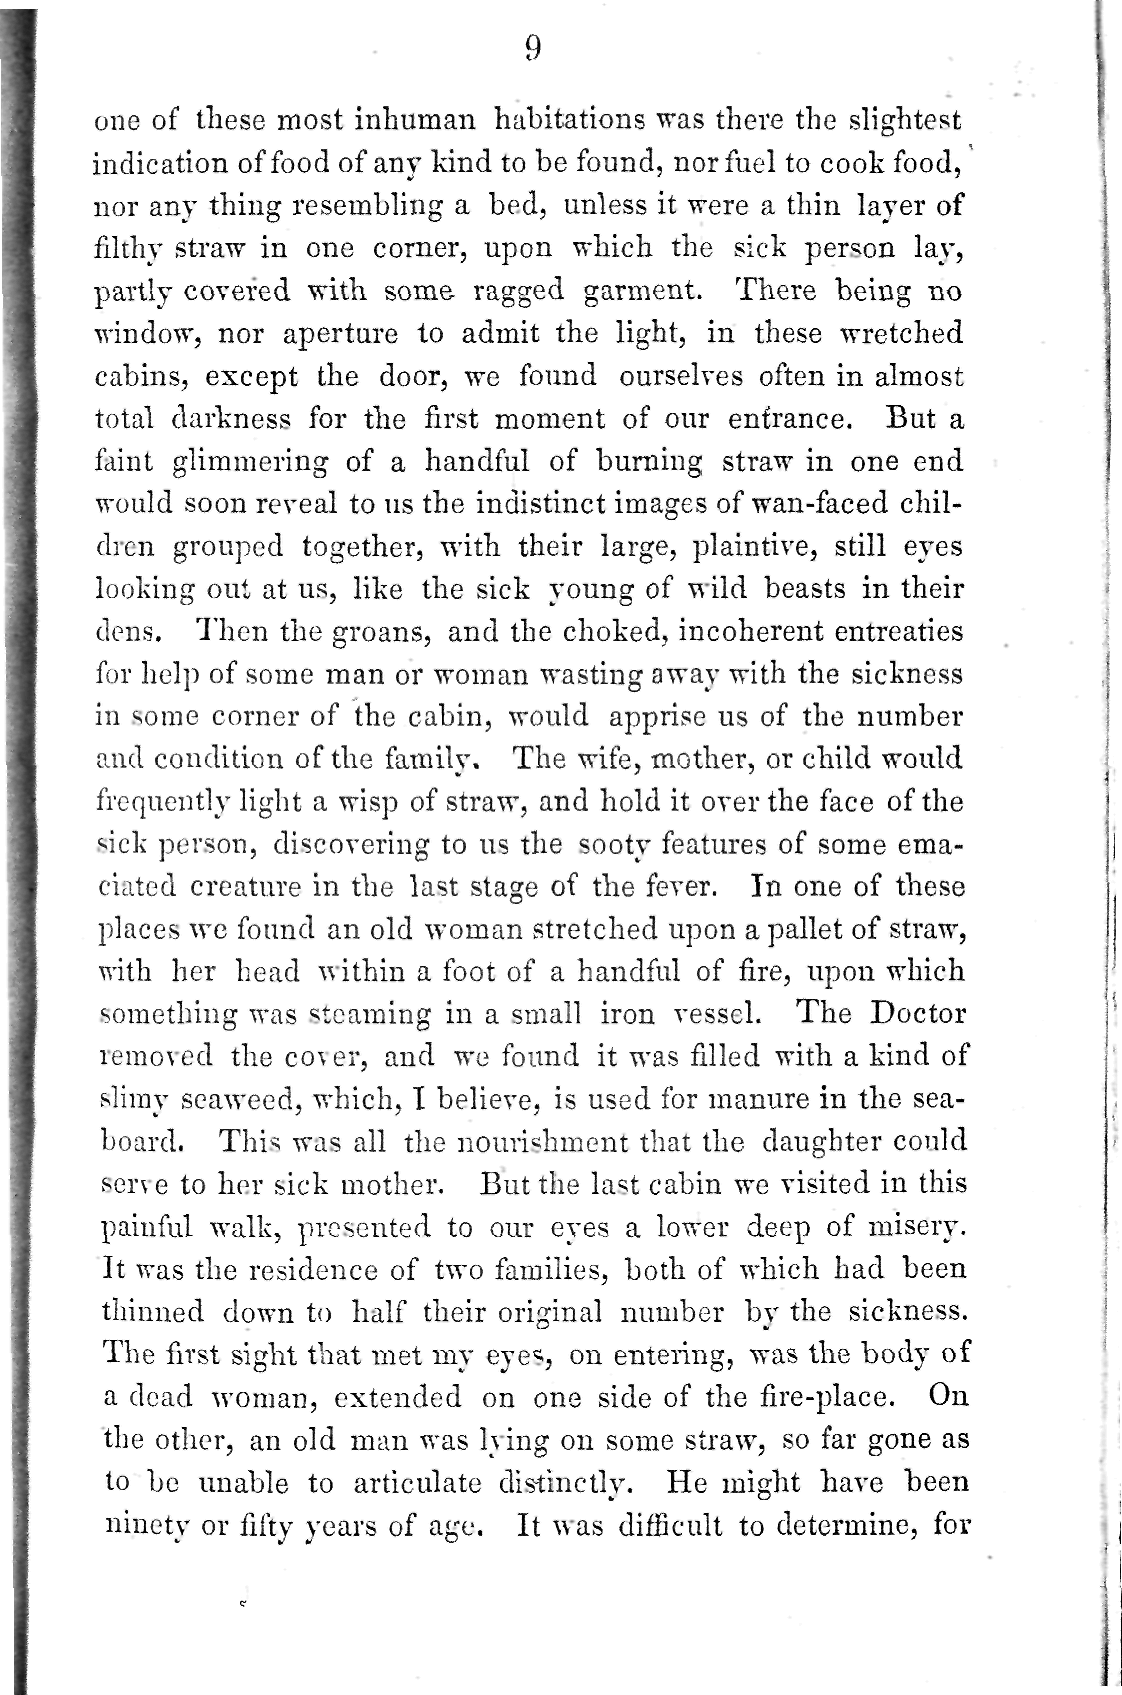 9
one of these most inhuman habitations was there the slightest
indication of food of any kind to be found, nor fuel to cook food,
nor any thing resembling a bed, unless it were a thin layer of
filthy straw in one corner, upon which the sick person lay,
partly covered with some ragged garment. There being no
window, nor aperture to admit the light, in these wretched
cabins, except the door, we found ourselves often in almost
total darkness for the first moment of our entrance. But a
faint glimmering of a handful of burning straw in one end
would soon reveal to us the indistinct images of wan-faced chil-
dren grouped together, with their large, plaintive, still eyes
looking out at us, like the sick young of wild beasts in their
dens. Then the groans, and the choked, incoherent entreaties
for help of some man or woman wasting away with the sickness
in some corner of the cabin, would apprise us of the number
and condition of the family. The wife, mother, or child would
frequently light a wisp of straw, and hold it over the face of the
sick person, discovering to us the sooty features of some ema-
ciated creature in the last stage of the fever. In one of these
places we found an old woman stretched upon a pallet of straw,
with her head within a foot of a handful of fire, upon which
something was steaming in a small iron vessel. The Doctor
removed the cover, and we found it was filled with a kind of
slimy seaweed, which, I believe, is used for manure in the sea-
board. This was all the nourishment that the daughter could
serve to her sick mother. But the last cabin we visited in this
painful walk, presented to our eyes a lower deep of misery.
It was the residence of two families, both of which had been
thinned down to half their original number by the sickness.
The first sight that met my eyes, on entering, was the body of
a dead woman, extended on one side of the fire-place. On
the other, an old man was lying on some straw, so far gone as
to be unable to articulate distinctly. He might have been
ninety or fifty years of age. It was difficult to determine, for